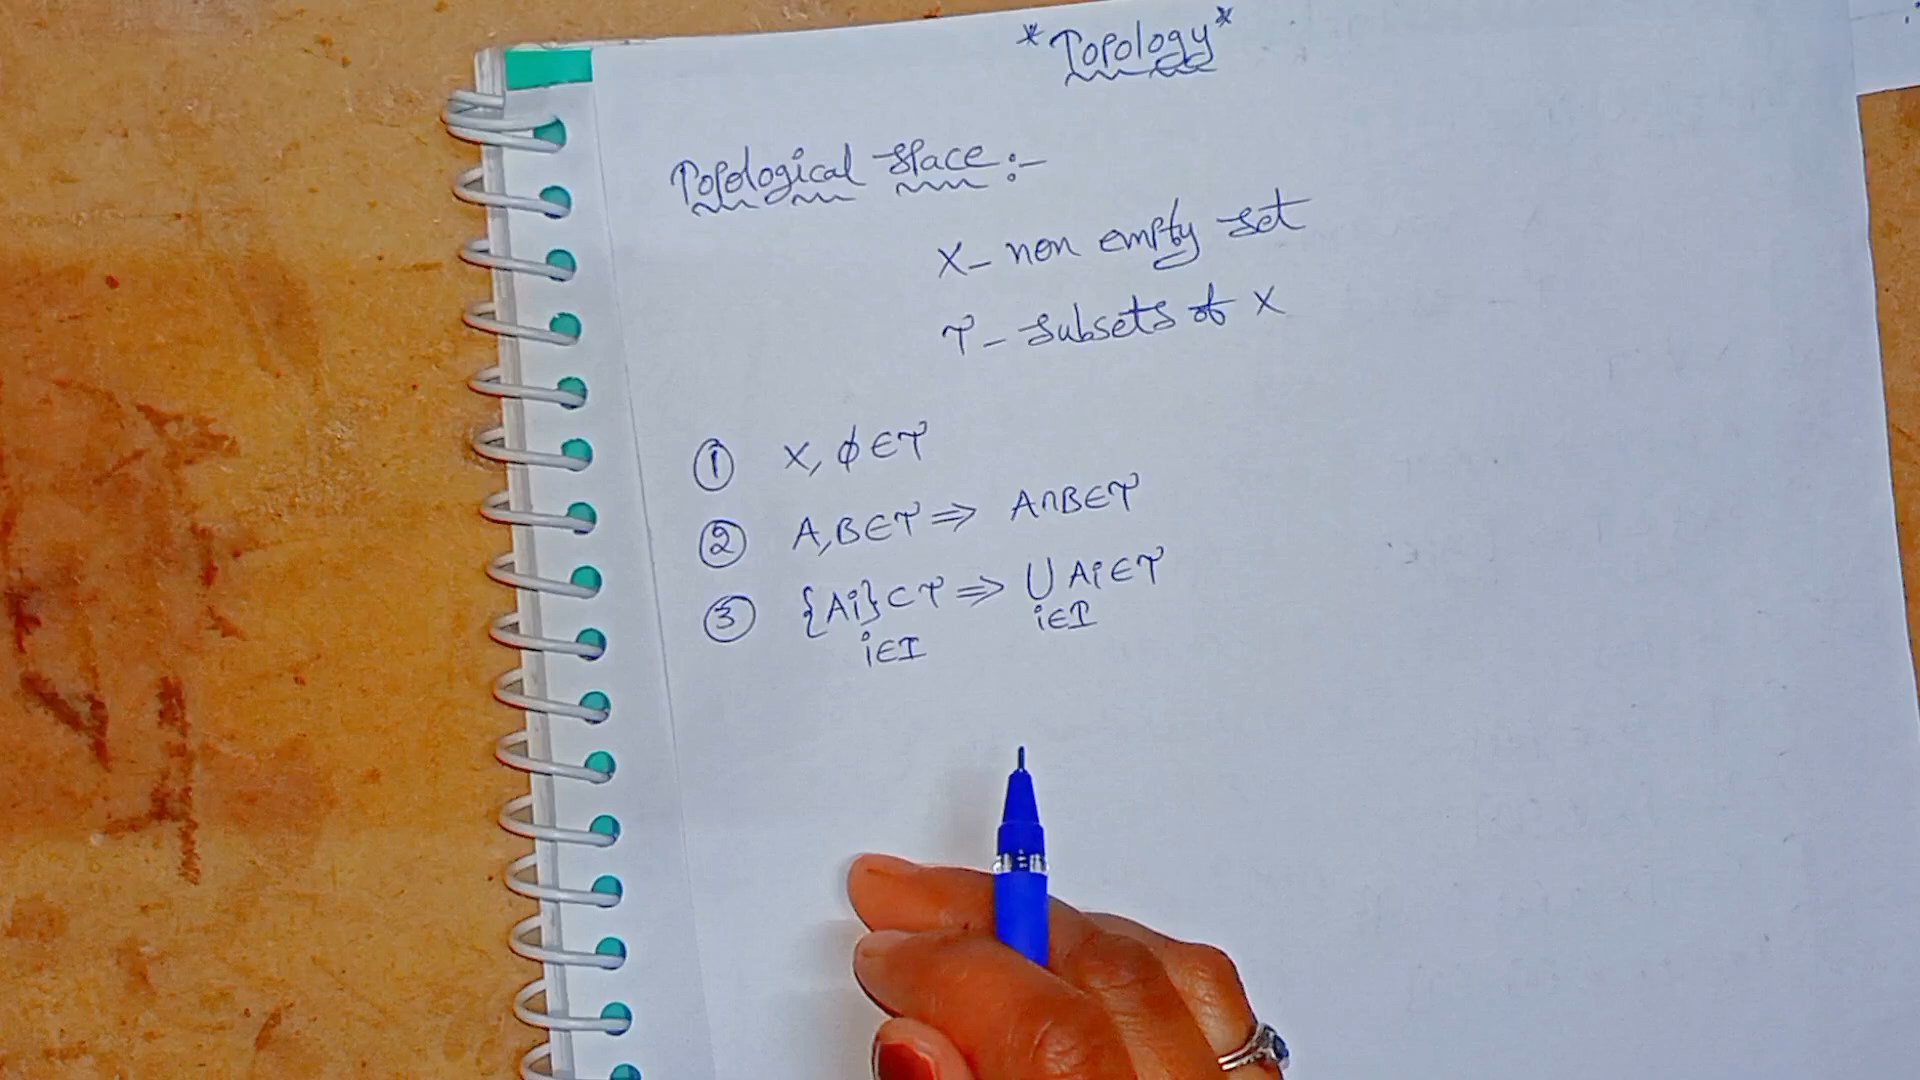 *Topology*
Topological space :-
X - non empty set
τ - subsets of X
① X, ϕ ∈ τ
② A, B ∈ τ ⇒ A∩B ∈ τ
③ {Ai} ⊂ τ ⇒ ∪ Ai ∈ τ
i∈I i∈I